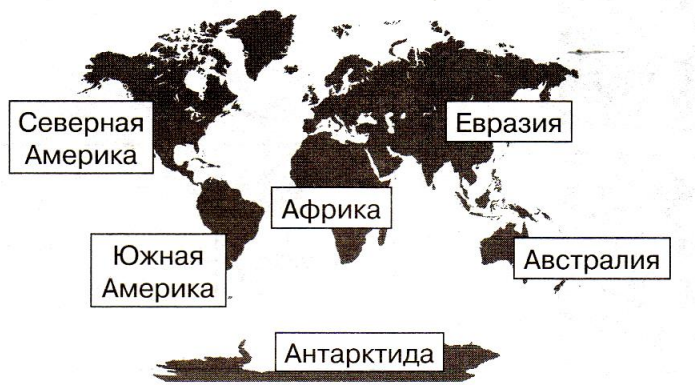 Северная
Америка
Евразия
Африка
Южная
Америка
Австралия
Антарктида